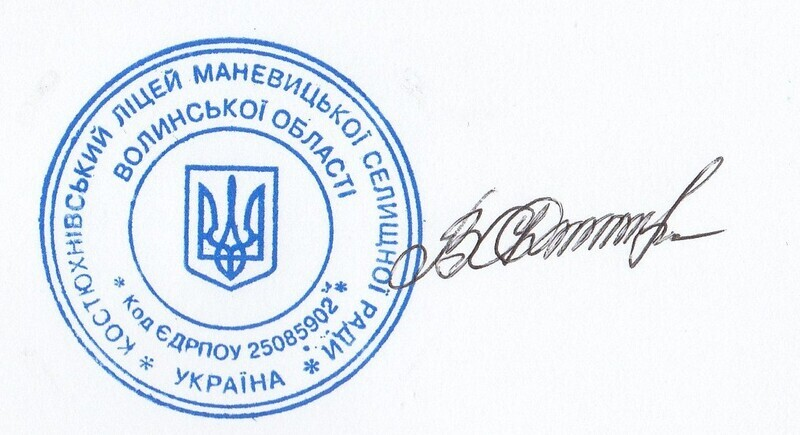 * КОСТЮХНІВСЬКИЙ ЛІЦЕЙ МАНЕВИЦЬКОЇ СЕЛИЩНОЇ РАДИ *
ВОЛИНСЬКОЇ ОБЛАСТІ
* Код ЄДРПОУ 25085902 *
УКРАЇНА